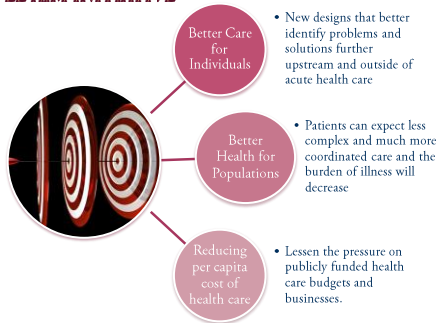 Better Care
for
Individuals
• New designs that better
identify problems and
solutions further
upstream and outside of
acute health care
Better
Health for
Populations
• Patients can expect less
complex and much more
coordinated care and the
burden of illness will
decrease
Reducing
per capita
cost of
health care
• Lessen the pressure on
publicly funded health
care budgets and
businesses.